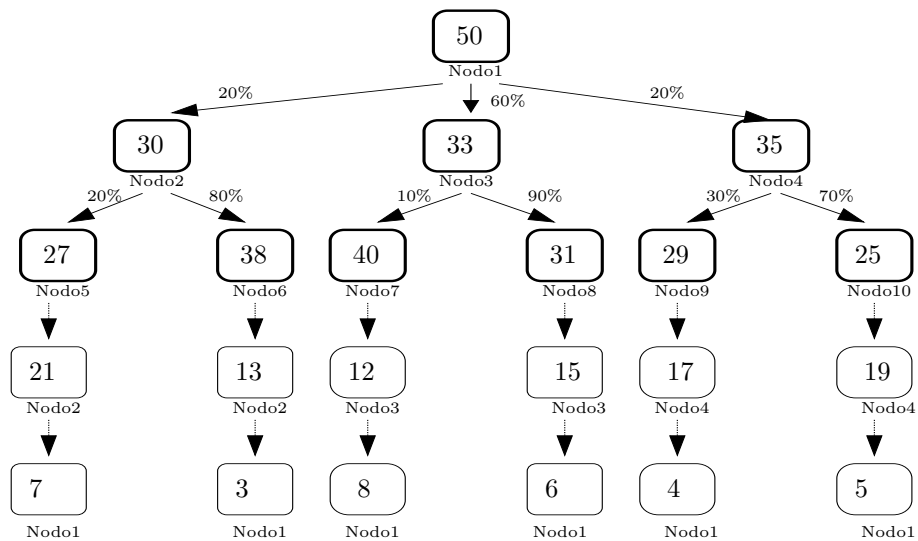 50
Nodo1
20% 60% 20%
30 33 35
Nodo2 Nodo3 Nodo4
20% 80% 10% 90% 30% 70%
27 38 40 31 29 25
Nodo5 Nodo6 Nodo7 Nodo8 Nodo9 Nodo10
21 13 12 15 17 19
Nodo2 Nodo2 Nodo3 Nodo3 Nodo4 Nodo4
7 3 8 6 4 5
Nodo1 Nodo1 Nodo1 Nodo1 Nodo1 Nodo1